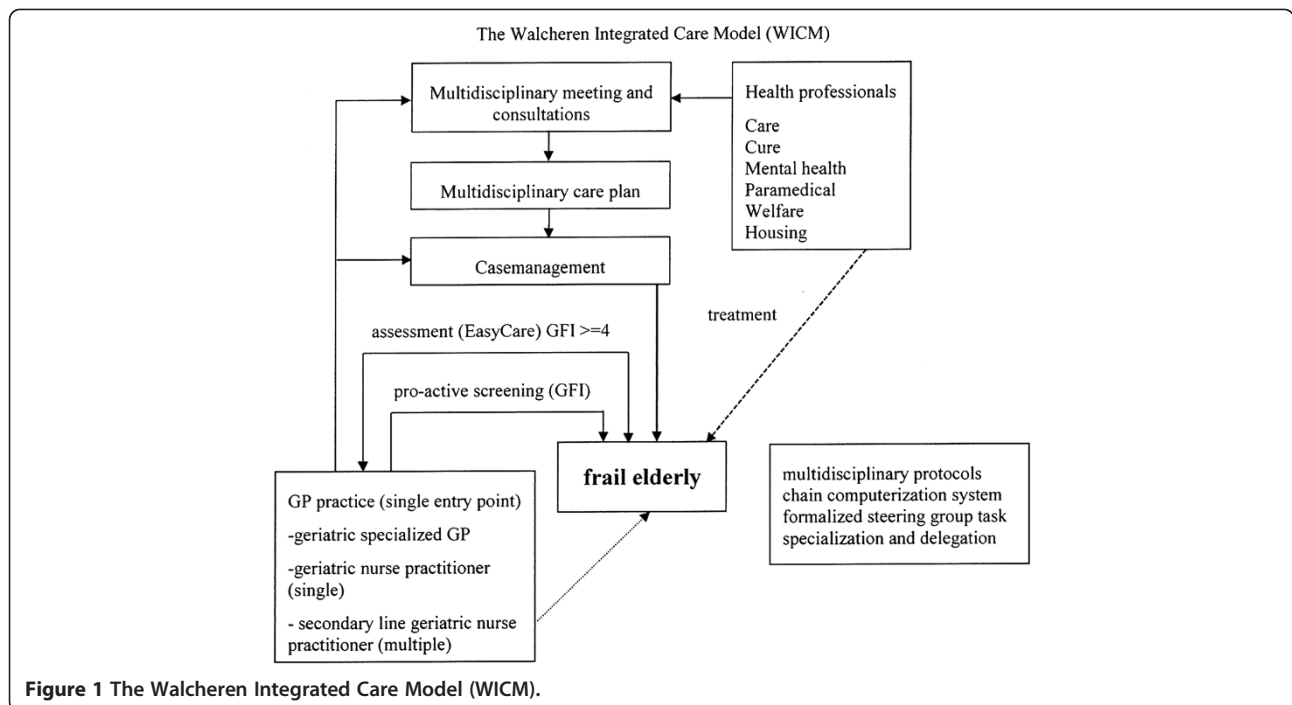 The Walcheren Integrated Care Model (WICM)
Multidisciplinary meeting and
consultations
Multidisciplinary care plan
Casemanagement
Health professionals
Care
Cure
Mental health
Paramedical
Welfare
Housing
treatment
assessment (EasyCare) GFI >=4
pro-active screening (GFI)
frail elderly
GP practice (single entry point)
-geriatric specialized GP
-geriatric nurse practitioner
(single)
- secondary line geriatric nurse
practitioner (multiple)
multidisciplinary protocols
chain computerization system
formalized steering group task
specialization and delegation
Figure 1 The Walcheren Integrated Care Model (WICM).